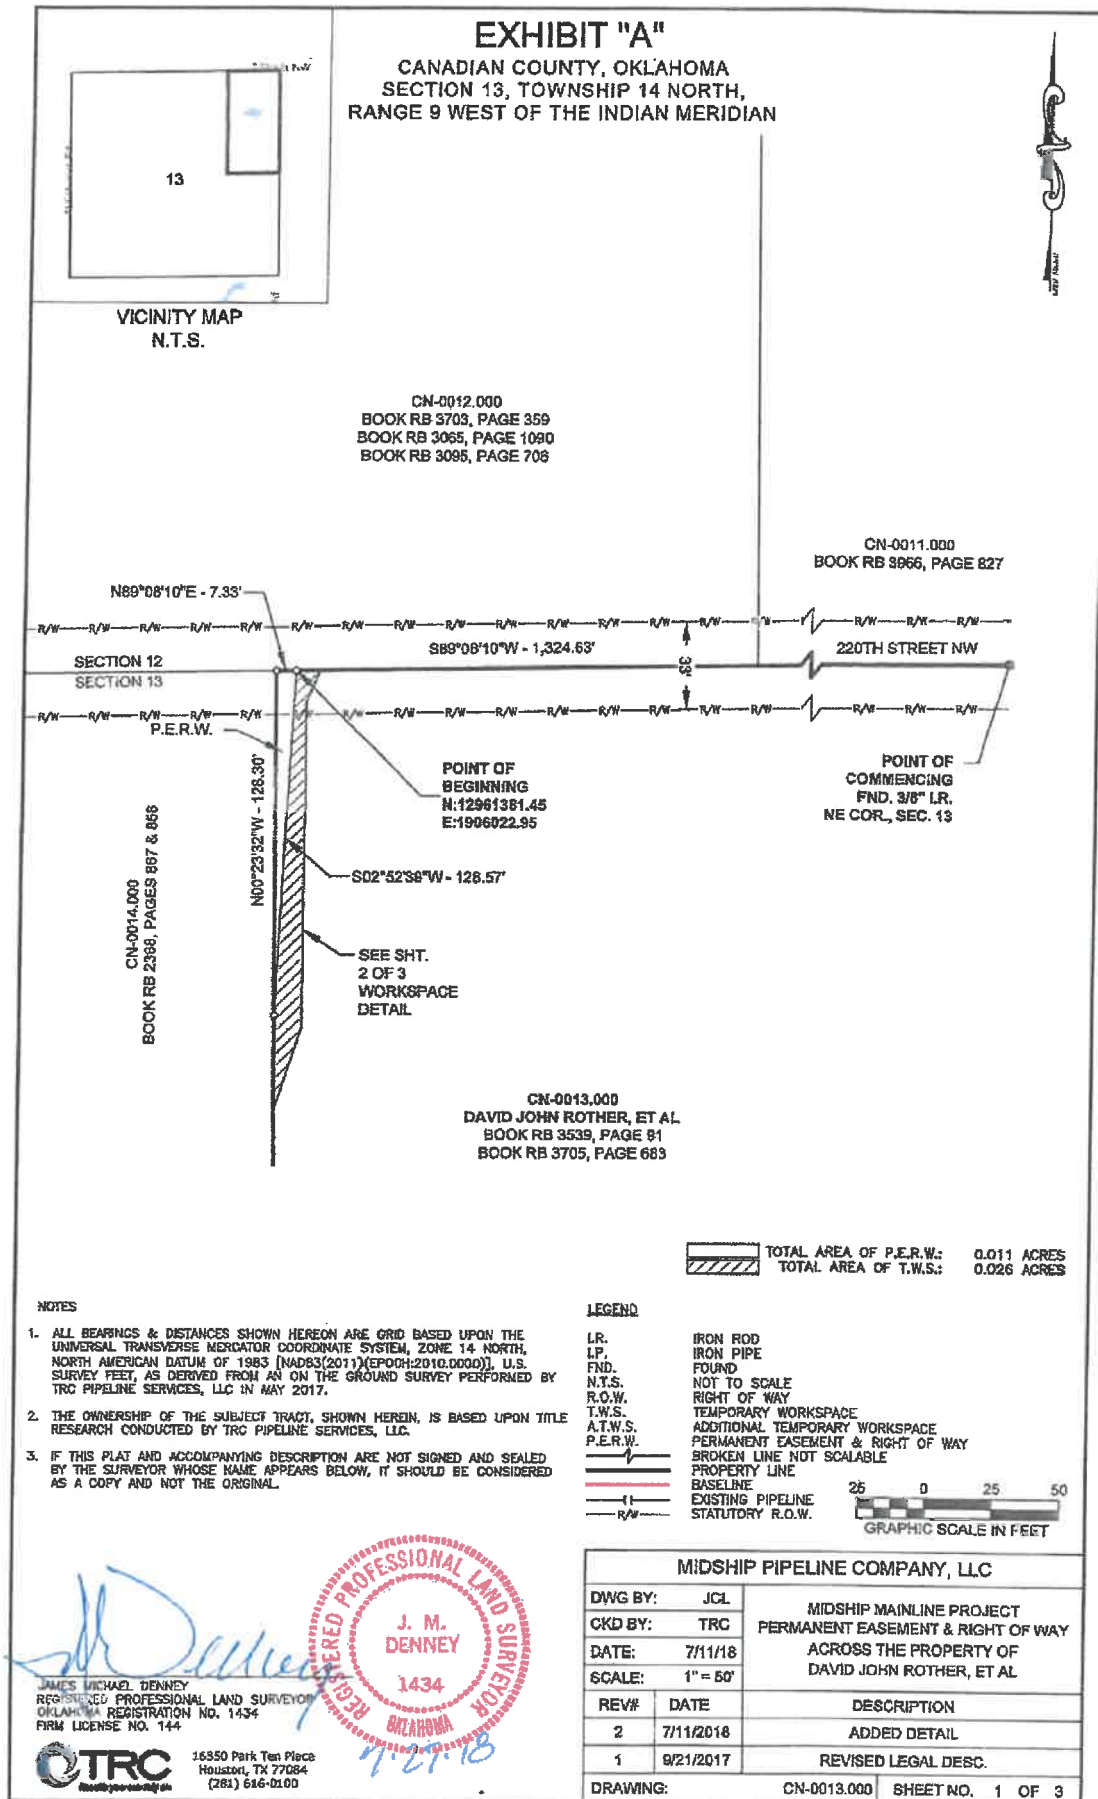 EXHIBIT "A"
CANADIAN COUNTY, OKLAHOMA
SECTION 13, TOWNSHIP 14 NORTH,
RANGE 9 WEST OF THE INDIAN MERIDIAN
13
VICINITY MAP
N.T.S.
CN-0012.000
BOOK RB 3703, PAGE 359
BOOK RB 3065, PAGE 1090
BOOK RB 3095, PAGE 708
CN-0011.000
BOOK RB 3966, PAGE 827
N89°08'10"E - 7.33'
R/W R/W R/W R/W R/W R/W R/W R/W R/W R/W R/W R/W R/W R/W R/W R/W R/W R/W
S89°08'10"W - 1,324.63'
220TH STREET NW
SECTION 12
SECTION 13
33'
R/W R/W R/W R/W R/W R/W R/W R/W R/W R/W R/W R/W R/W R/W R/W R/W R/W R/W
P.E.R.W.
POINT OF
BEGINNING
N:12961381.45
E:1906022.95
POINT OF
COMMENCING
FND. 3/8" I.R.
NE COR., SEC. 13
N00°23'32"W - 128.30'
S02°52'38"W - 128.57'
CN-0014.000
BOOK RB 2368, PAGES 867 & 868
SEE SHT.
2 OF 3
WORKSPACE
DETAIL
CN-0013.000
DAVID JOHN ROTHER, ET AL
BOOK RB 3539, PAGE 91
BOOK RB 3705, PAGE 683
TOTAL AREA OF P.E.R.W.: 0.011 ACRES
TOTAL AREA OF T.W.S.: 0.026 ACRES
NOTES
1. ALL BEARINGS & DISTANCES SHOWN HEREON ARE GRID BASED UPON THE
UNIVERSAL TRANSVERSE MERCATOR COORDINATE SYSTEM, ZONE 14 NORTH,
NORTH AMERICAN DATUM OF 1983 [NAD83(2011)(EPOCH:2010.0000)], U.S.
SURVEY FEET, AS DERIVED FROM AN ON THE GROUND SURVEY PERFORMED BY
TRC PIPELINE SERVICES, LLC IN MAY 2017.
2. THE OWNERSHIP OF THE SUBJECT TRACT, SHOWN HEREIN, IS BASED UPON TITLE
RESEARCH CONDUCTED BY TRC PIPELINE SERVICES, LLC.
3. IF THIS PLAT AND ACCOMPANYING DESCRIPTION ARE NOT SIGNED AND SEALED
BY THE SURVEYOR WHOSE NAME APPEARS BELOW, IT SHOULD BE CONSIDERED
AS A COPY AND NOT THE ORIGINAL.
LEGEND
I.R. IRON ROD
I.P. IRON PIPE
FND. FOUND
N.T.S. NOT TO SCALE
R.O.W. RIGHT OF WAY
T.W.S. TEMPORARY WORKSPACE
A.T.W.S. ADDITIONAL TEMPORARY WORKSPACE
P.E.R.W. PERMANENT EASEMENT & RIGHT OF WAY
BROKEN LINE NOT SCALABLE
PROPERTY LINE
BASELINE
EXISTING PIPELINE
R/W STATUTORY R.O.W.
25 0 25 50
GRAPHIC SCALE IN FEET
REGISTERED PROFESSIONAL LAND SURVEYOR
J. M.
DENNEY
1434
OKLAHOMA
JAMES MICHAEL DENNEY
REGISTERED PROFESSIONAL LAND SURVEYOR
OKLAHOMA REGISTRATION NO. 1434
FIRM LICENSE NO. 144
TRC
16350 Park Ten Place
Houston, TX 77084
(281) 616-0100
MIDSHIP PIPELINE COMPANY, LLC
DWG BY: JCL
CKD BY: TRC
DATE: 7/11/18
SCALE: 1" = 50'
MIDSHIP MAINLINE PROJECT
PERMANENT EASEMENT & RIGHT OF WAY
ACROSS THE PROPERTY OF
DAVID JOHN ROTHER, ET AL
REV# DATE DESCRIPTION
2 7/11/2018 ADDED DETAIL
1 9/21/2017 REVISED LEGAL DESC.
DRAWING: CN-0013.000 SHEET NO. 1 OF 3